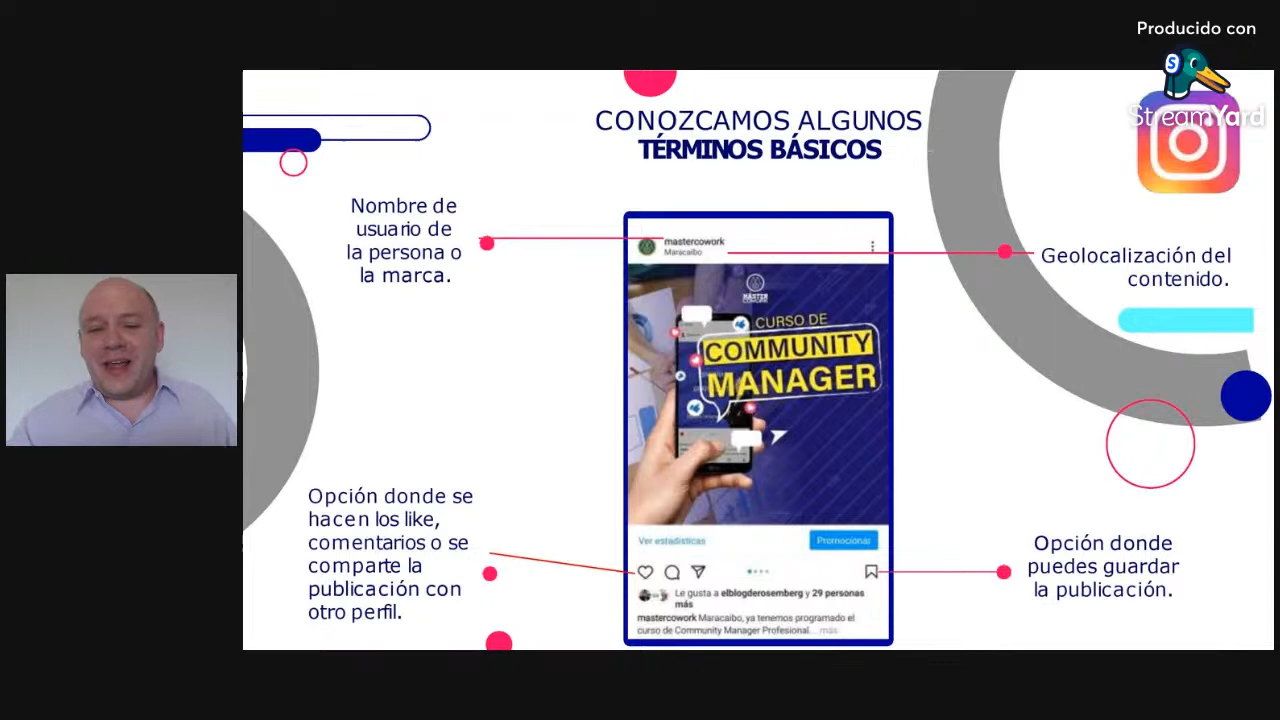 Producido con
StreamYard
CONOZCAMOS ALGUNOS
TÉRMINOS BÁSICOS
Nombre de
usuario de
la persona o
la marca.
mastercowork
Maracaibo
Geolocalización del
contenido.
MÁSTER
COWORK
CURSO DE
COMMUNITY
MANAGER
Opción donde se
hacen los like,
comentarios o se
comparte la
publicación con
otro perfil.
Ver estadísticas
Promocionar
Le gusta a elblogderosemberg y 29 personas
más
mastercowork Maracaibo, ya tenemos programado el
curso de Community Manager Profesional... más
Opción donde
puedes guardar
la publicación.